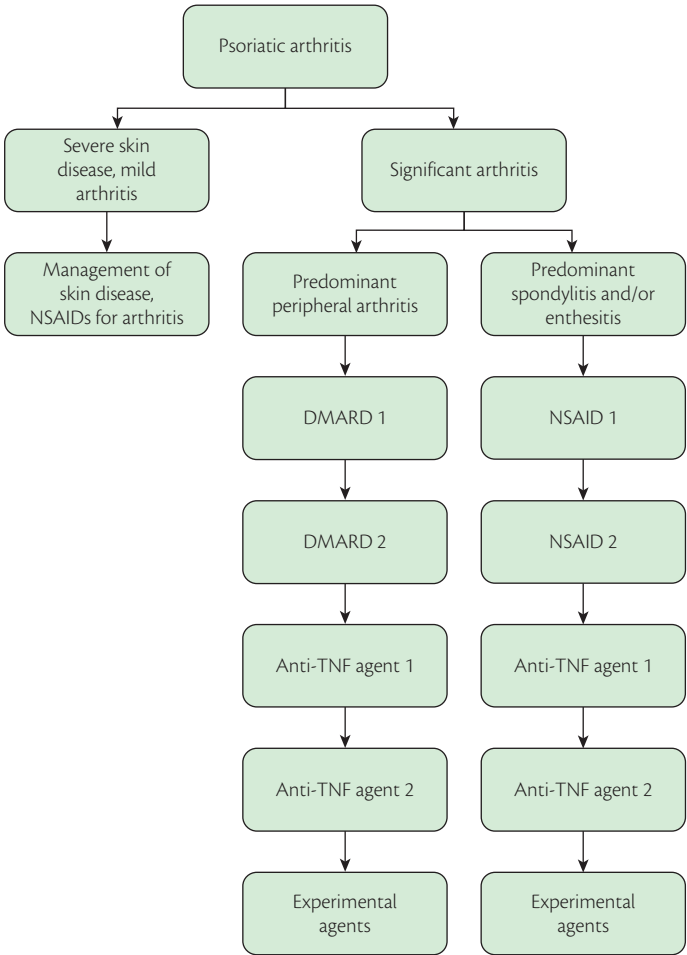 Psoriatic arthritis
Severe skin
disease, mild
arthritis
Significant arthritis
Management of
skin disease,
NSAIDs for arthritis
Predominant
peripheral arthritis
Predominant
spondylitis and/or
enthesitis
DMARD 1
NSAID 1
DMARD 2
NSAID 2
Anti-TNF agent 1
Anti-TNF agent 1
Anti-TNF agent 2
Anti-TNF agent 2
Experimental
agents
Experimental
agents